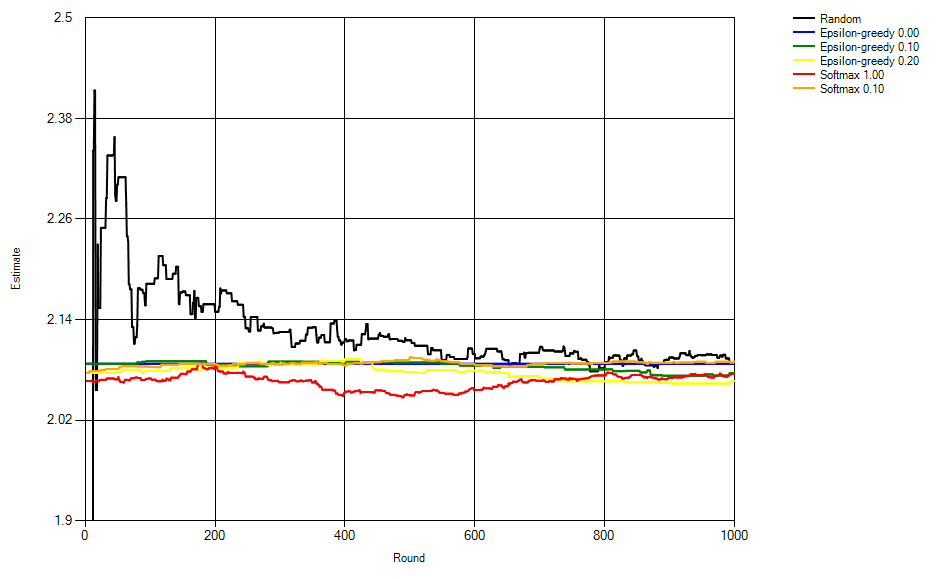 2.5
2.38
2.26
2.14
2.02
1.9
Estimate
0
200
400
600
800
1000
Round
Random
Epsilon-greedy 0.00
Epsilon-greedy 0.10
Epsilon-greedy 0.20
Softmax 1.00
Softmax 0.10